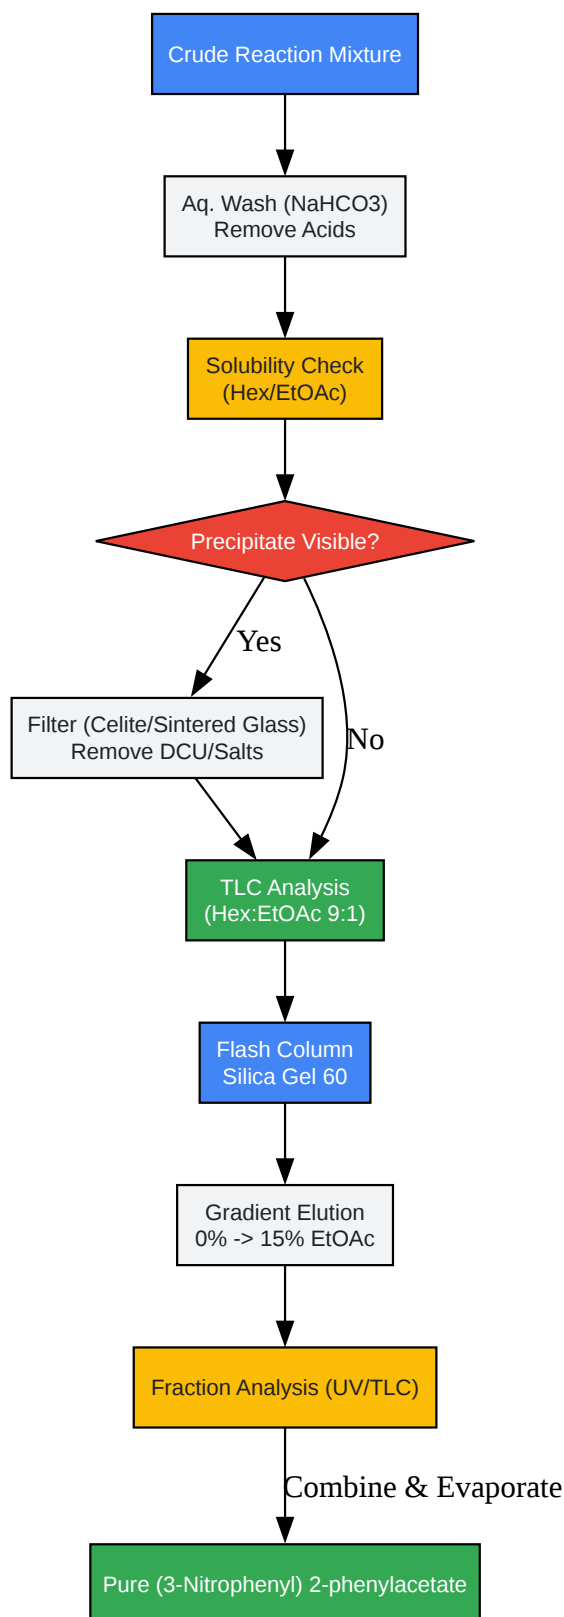 Crude Reaction Mixture
Aq. Wash (NaHCO3)
Remove Acids
Solubility Check
(Hex/EtOAc)
Precipitate Visible?
Yes
Filter (Celite/Sintered Glass)
Remove DCU/Salts
No
TLC Analysis
(Hex:EtOAc 9:1)
Flash Column
Silica Gel 60
Gradient Elution
0% -> 15% EtOAc
Fraction Analysis (UV/TLC)
Combine & Evaporate
Pure (3-Nitrophenyl) 2-phenylacetate